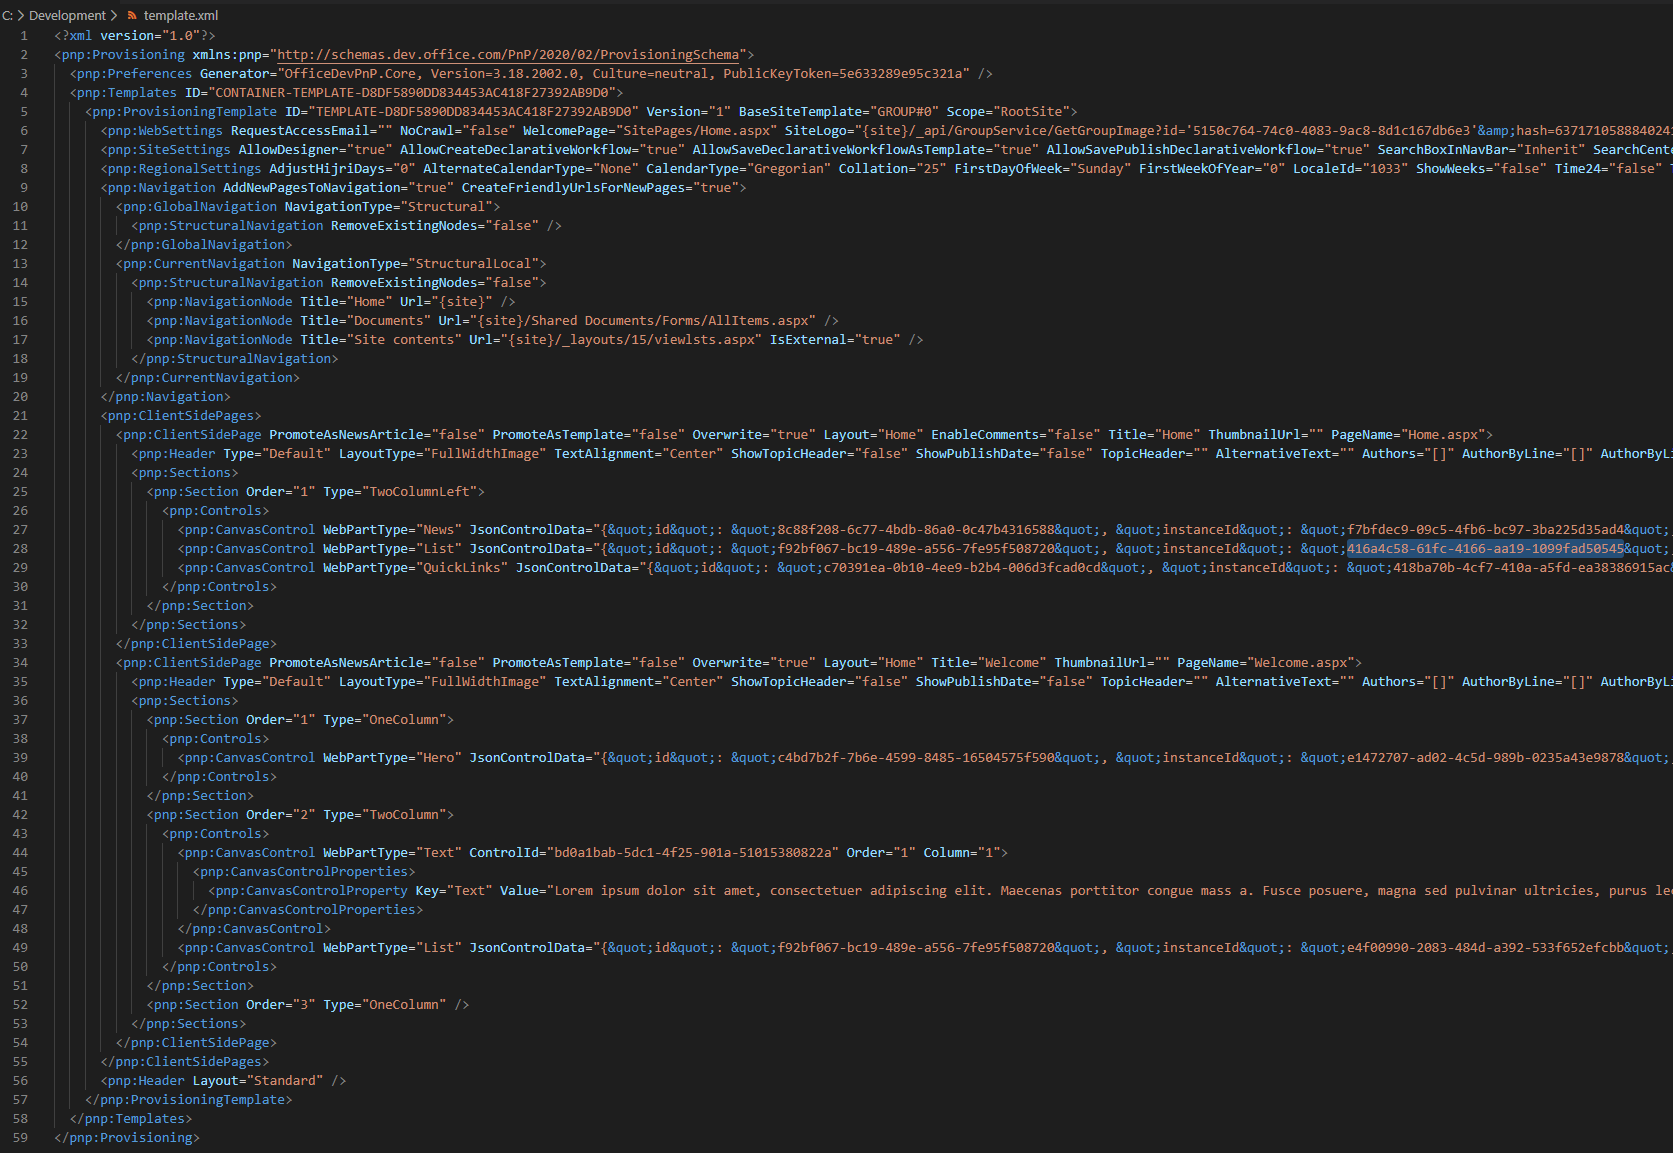 C: > Development > template.xml
1 <?xml version="1.0"?>
2 <pnp:Provisioning xmlns:pnp="http://schemas.dev.office.com/PnP/2020/02/ProvisioningSchema">
3 <pnp:Preferences Generator="OfficeDevPnP.Core, Version=3.18.2002.0, Culture=neutral, PublicKeyToken=5e633289e95c321a" />
4 <pnp:Templates ID="CONTAINER-TEMPLATE-D8DF5890DD834453AC418F27392AB9D0">
5 <pnp:ProvisioningTemplate ID="TEMPLATE-D8DF5890DD834453AC418F27392AB9D0" Version="1" BaseSiteTemplate="GROUP#0" Scope="RootSite">
6 <pnp:WebSettings RequestAccessEmail="" NoCrawl="false" WelcomePage="SitePages/Home.aspx" SiteLogo="{site}/_api/GroupService/GetGroupImage?id='5150c764-74c0-4083-9ac8-8d1c167db6e3'&amp;hash=637171058884024
7 <pnp:SiteSettings AllowDesigner="true" AllowCreateDeclarativeWorkflow="true" AllowSaveDeclarativeWorkflowAsTemplate="true" AllowSavePublishDeclarativeWorkflow="true" SearchBoxInNavBar="Inherit" SearchCente
8 <pnp:RegionalSettings AdjustHijriDays="0" AlternateCalendarType="None" CalendarType="Gregorian" Collation="25" FirstDayOfWeek="Sunday" FirstWeekOfYear="0" LocaleId="1033" ShowWeeks="false" Time24="false"
9 <pnp:Navigation AddNewPagesToNavigation="true" CreateFriendlyUrlsForNewPages="true">
10 <pnp:GlobalNavigation NavigationType="Structural">
11 <pnp:StructuralNavigation RemoveExistingNodes="false" />
12 </pnp:GlobalNavigation>
13 <pnp:CurrentNavigation NavigationType="StructuralLocal">
14 <pnp:StructuralNavigation RemoveExistingNodes="false">
15 <pnp:NavigationNode Title="Home" Url="{site}" />
16 <pnp:NavigationNode Title="Documents" Url="{site}/Shared Documents/Forms/AllItems.aspx" />
17 <pnp:NavigationNode Title="Site contents" Url="{site}/_layouts/15/viewlsts.aspx" IsExternal="true" />
18 </pnp:StructuralNavigation>
19 </pnp:CurrentNavigation>
20 </pnp:Navigation>
21 <pnp:ClientSidePages>
22 <pnp:ClientSidePage PromoteAsNewsArticle="false" PromoteAsTemplate="false" Overwrite="true" Layout="Home" EnableComments="false" Title="Home" ThumbnailUrl="" PageName="Home.aspx">
23 <pnp:Header Type="Default" LayoutType="FullWidthImage" TextAlignment="Center" ShowTopicHeader="false" ShowPublishDate="false" TopicHeader="" AlternativeText="" Authors="[]" AuthorByLine="[]" AuthorByLi
24 <pnp:Sections>
25 <pnp:Section Order="1" Type="TwoColumnLeft">
26 <pnp:Controls>
27 <pnp:CanvasControl WebPartType="News" JsonControlData="{&quot;id&quot;: &quot;8c88f208-6c77-4bdb-86a0-0c47b4316588&quot;, &quot;instanceId&quot;: &quot;f7bfdec9-09c5-4fb6-bc97-3ba225d35ad4&quot;,
28 <pnp:CanvasControl WebPartType="List" JsonControlData="{&quot;id&quot;: &quot;f92bf067-bc19-489e-a556-7fe95f508720&quot;, &quot;instanceId&quot;: &quot;416a4c58-61fc-4166-aa19-1099fad50545&quot;,
29 <pnp:CanvasControl WebPartType="QuickLinks" JsonControlData="{&quot;id&quot;: &quot;c70391ea-0b10-4ee9-b2b4-006d3fcad0cd&quot;, &quot;instanceId&quot;: &quot;418ba70b-4cf7-410a-a5fd-ea38386915ac&
30 </pnp:Controls>
31 </pnp:Section>
32 </pnp:Sections>
33 </pnp:ClientSidePage>
34 <pnp:ClientSidePage PromoteAsNewsArticle="false" PromoteAsTemplate="false" Overwrite="true" Layout="Home" Title="Welcome" ThumbnailUrl="" PageName="Welcome.aspx">
35 <pnp:Header Type="Default" LayoutType="FullWidthImage" TextAlignment="Center" ShowTopicHeader="false" ShowPublishDate="false" TopicHeader="" AlternativeText="" Authors="[]" AuthorByLine="[]" AuthorByLi
36 <pnp:Sections>
37 <pnp:Section Order="1" Type="OneColumn">
38 <pnp:Controls>
39 <pnp:CanvasControl WebPartType="Hero" JsonControlData="{&quot;id&quot;: &quot;c4bd7b2f-7b6e-4599-8485-16504575f590&quot;, &quot;instanceId&quot;: &quot;e1472707-ad02-4c5d-989b-0235a43e9878&quot;,
40 </pnp:Controls>
41 </pnp:Section>
42 <pnp:Section Order="2" Type="TwoColumn">
43 <pnp:Controls>
44 <pnp:CanvasControl WebPartType="Text" ControlId="bd0a1bab-5dc1-4f25-901a-51015380822a" Order="1" Column="1">
45 <pnp:CanvasControlProperties>
46 <pnp:CanvasControlProperty Key="Text" Value="Lorem ipsum dolor sit amet, consectetuer adipiscing elit. Maecenas porttitor congue mass a. Fusce posuere, magna sed pulvinar ultricies, purus lec
47 </pnp:CanvasControlProperties>
48 </pnp:CanvasControl>
49 <pnp:CanvasControl WebPartType="List" JsonControlData="{&quot;id&quot;: &quot;f92bf067-bc19-489e-a556-7fe95f508720&quot;, &quot;instanceId&quot;: &quot;e4f00990-2083-484d-a392-533f652efcbb&quot;,
50 </pnp:Controls>
51 </pnp:Section>
52 <pnp:Section Order="3" Type="OneColumn" />
53 </pnp:Sections>
54 </pnp:ClientSidePage>
55 </pnp:ClientSidePages>
56 <pnp:Header Layout="Standard" />
57 </pnp:ProvisioningTemplate>
58 </pnp:Templates>
59 </pnp:Provisioning>